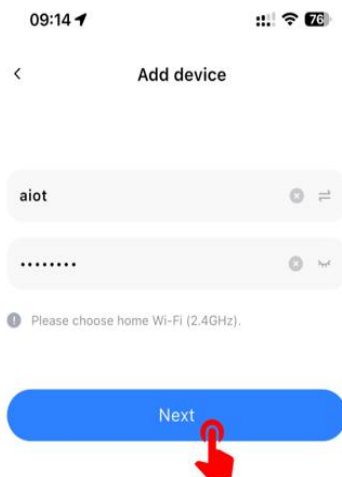 09:14
76
Add device
aiot
••••••••
Please choose home Wi-Fi (2.4GHz).
Next